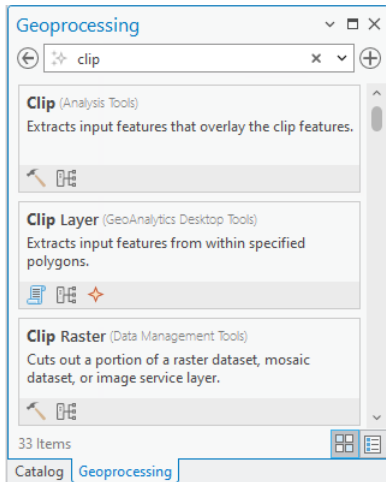 Geoprocessing
clip
Clip (Analysis Tools)
Extracts input features that overlay the clip features.
Clip Layer (GeoAnalytics Desktop Tools)
Extracts input features from within specified
polygons.
Clip Raster (Data Management Tools)
Cuts out a portion of a raster dataset, mosaic
dataset, or image service layer.
33 Items
Catalog Geoprocessing